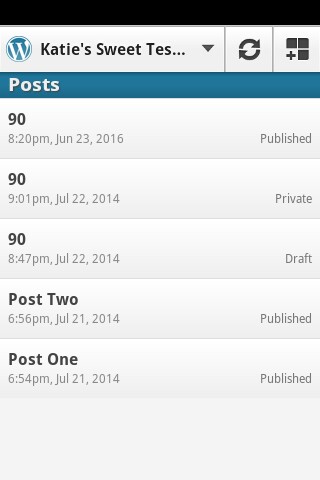 Katie's Sweet Tes...
Posts
90
8:20pm, Jun 23, 2016 Published
90
9:01pm, Jul 22, 2014 Private
90
8:47pm, Jul 22, 2014 Draft
Post Two
6:56pm, Jul 21, 2014 Published
Post One
6:54pm, Jul 21, 2014 Published